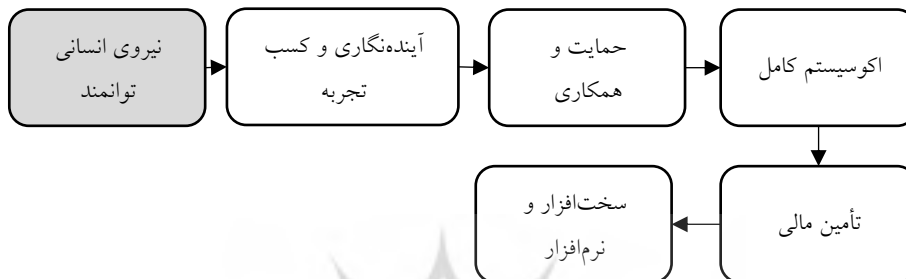 نیروی انسانی
توانمند
آینده‌نگاری و کسب
تجربه
حمایت و
همکاری
اکوسیستم کامل
تأمین مالی
سخت‌افزار و
نرم‌افزار